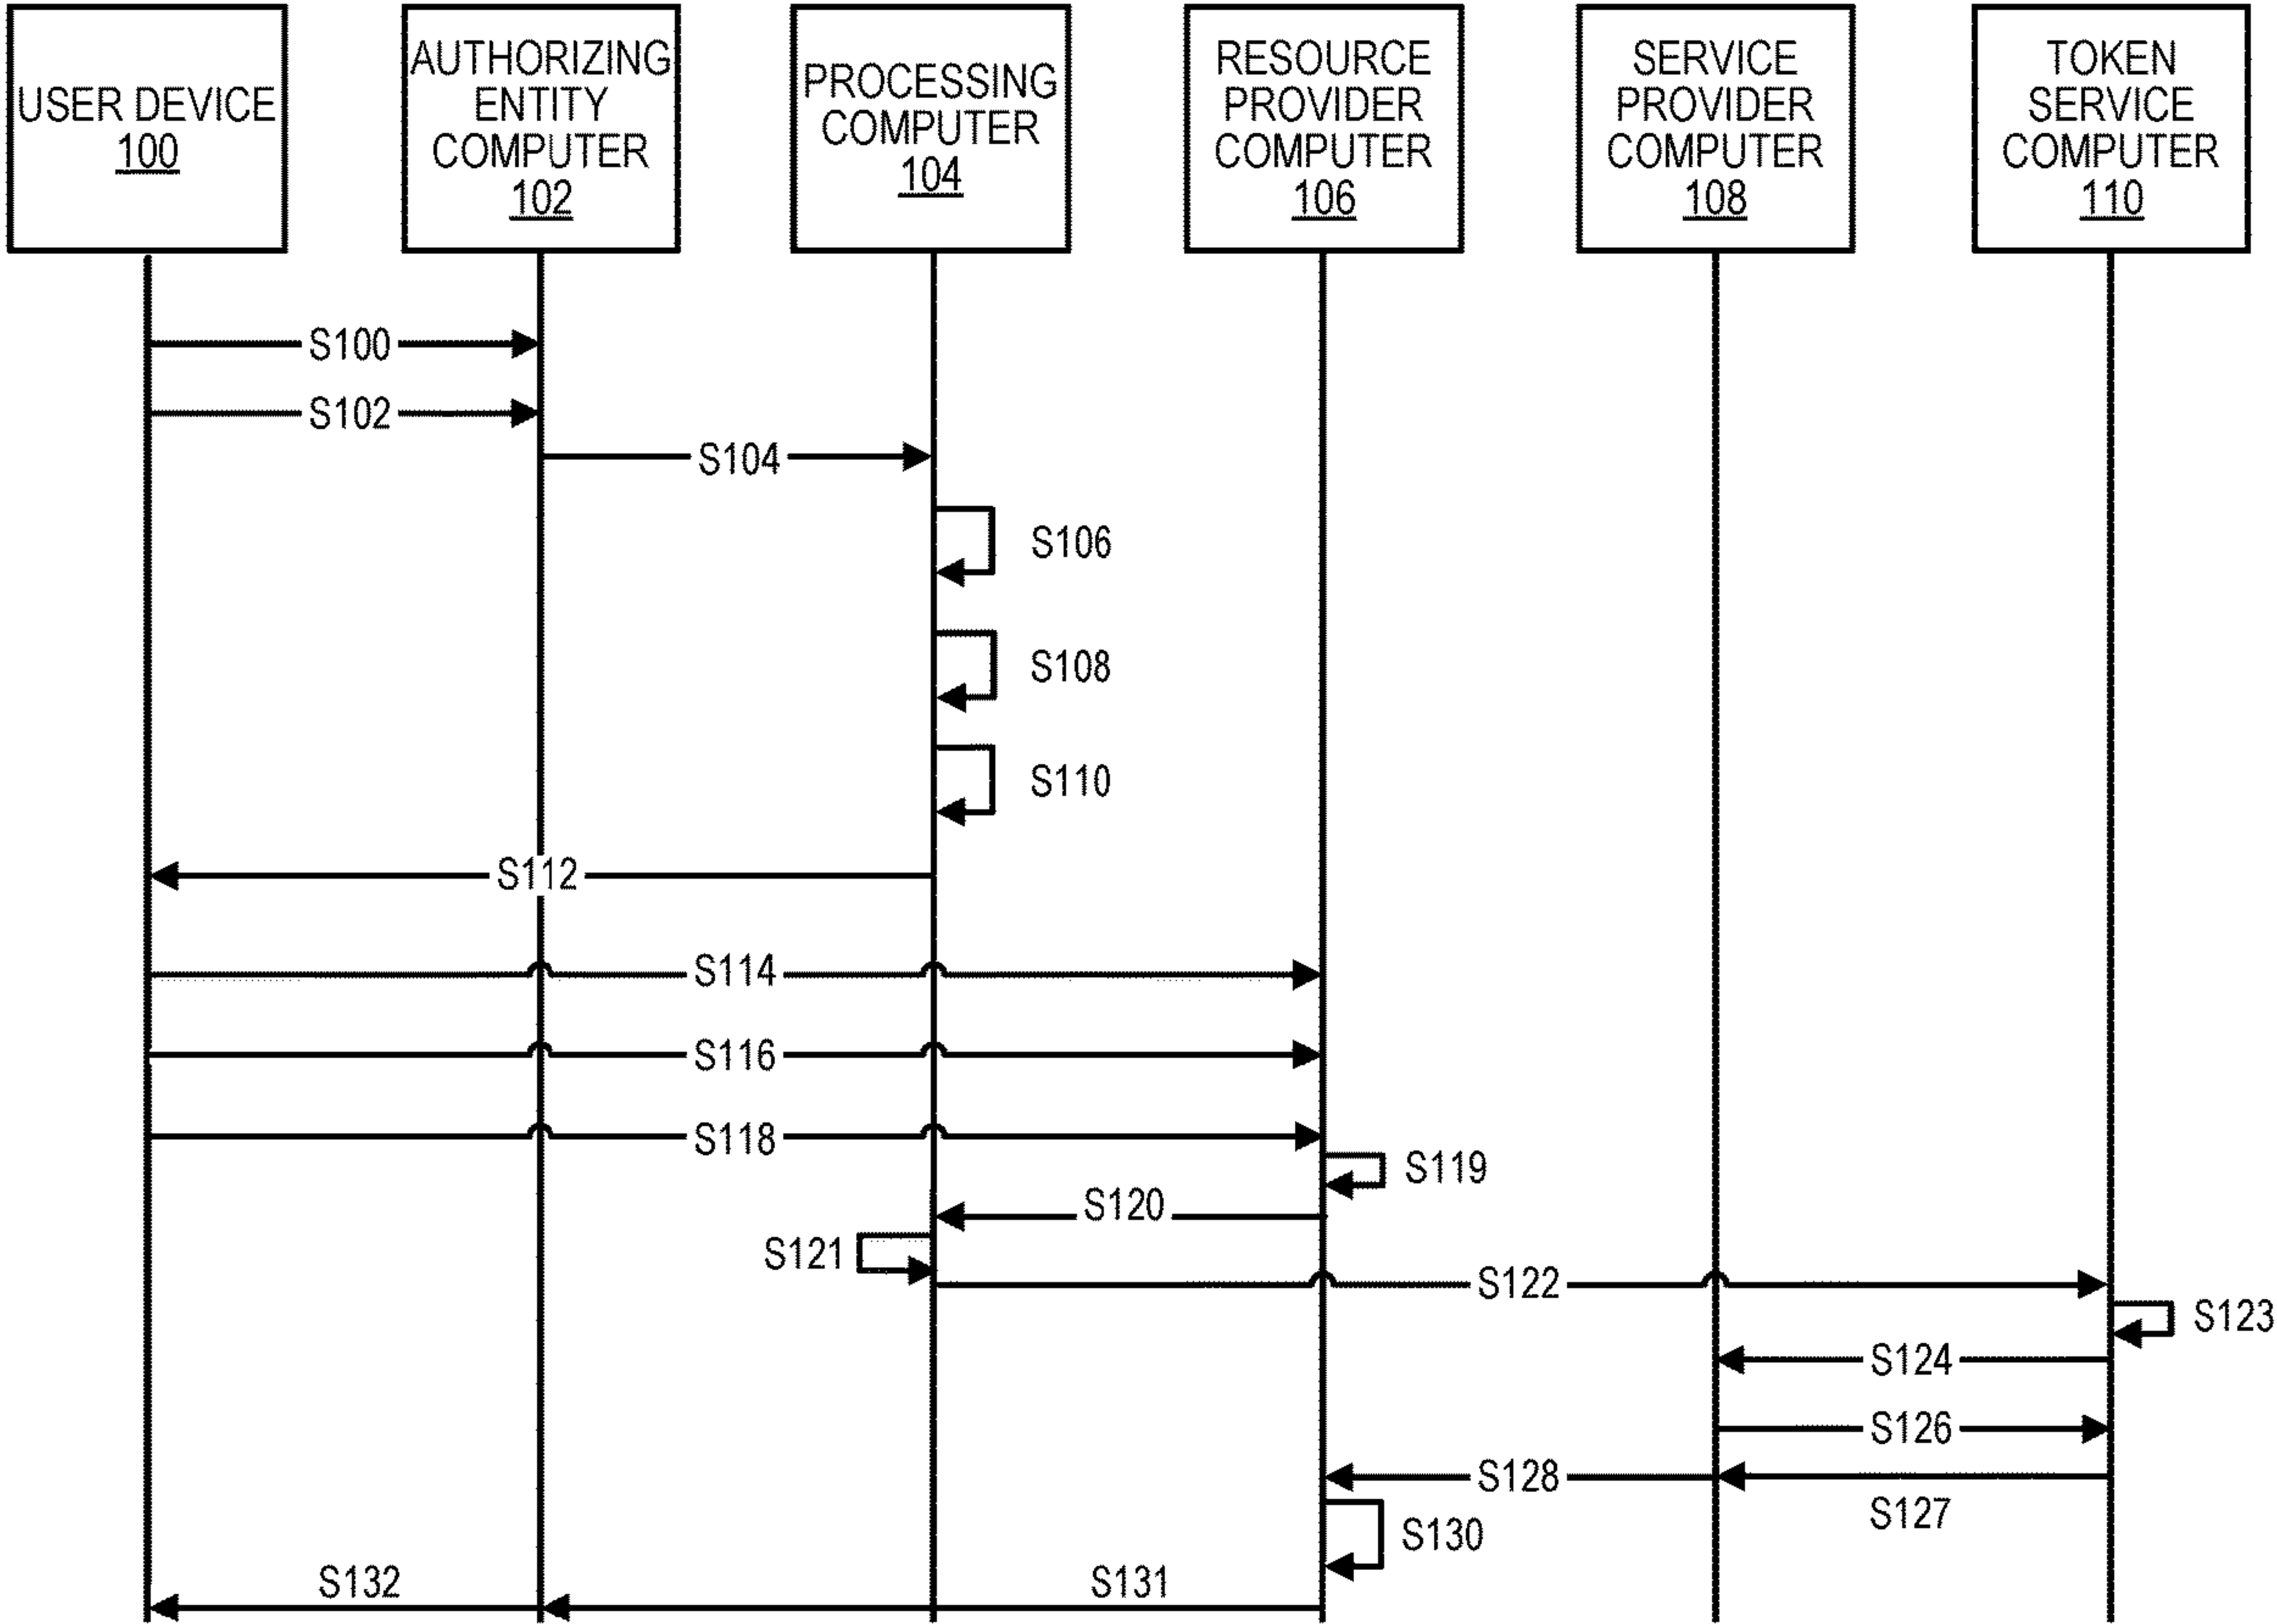 USER DEVICE
100
AUTHORIZING
ENTITY
COMPUTER
102
PROCESSING
COMPUTER
104
RESOURCE
PROVIDER
COMPUTER
106
SERVICE
PROVIDER
COMPUTER
108
TOKEN
SERVICE
COMPUTER
110
S100
S102
S104
S106
S108
S110
S112
S114
S116
S118
S119
S120
S121
S122
S123
S124
S126
S128
S127
S130
S132
S131